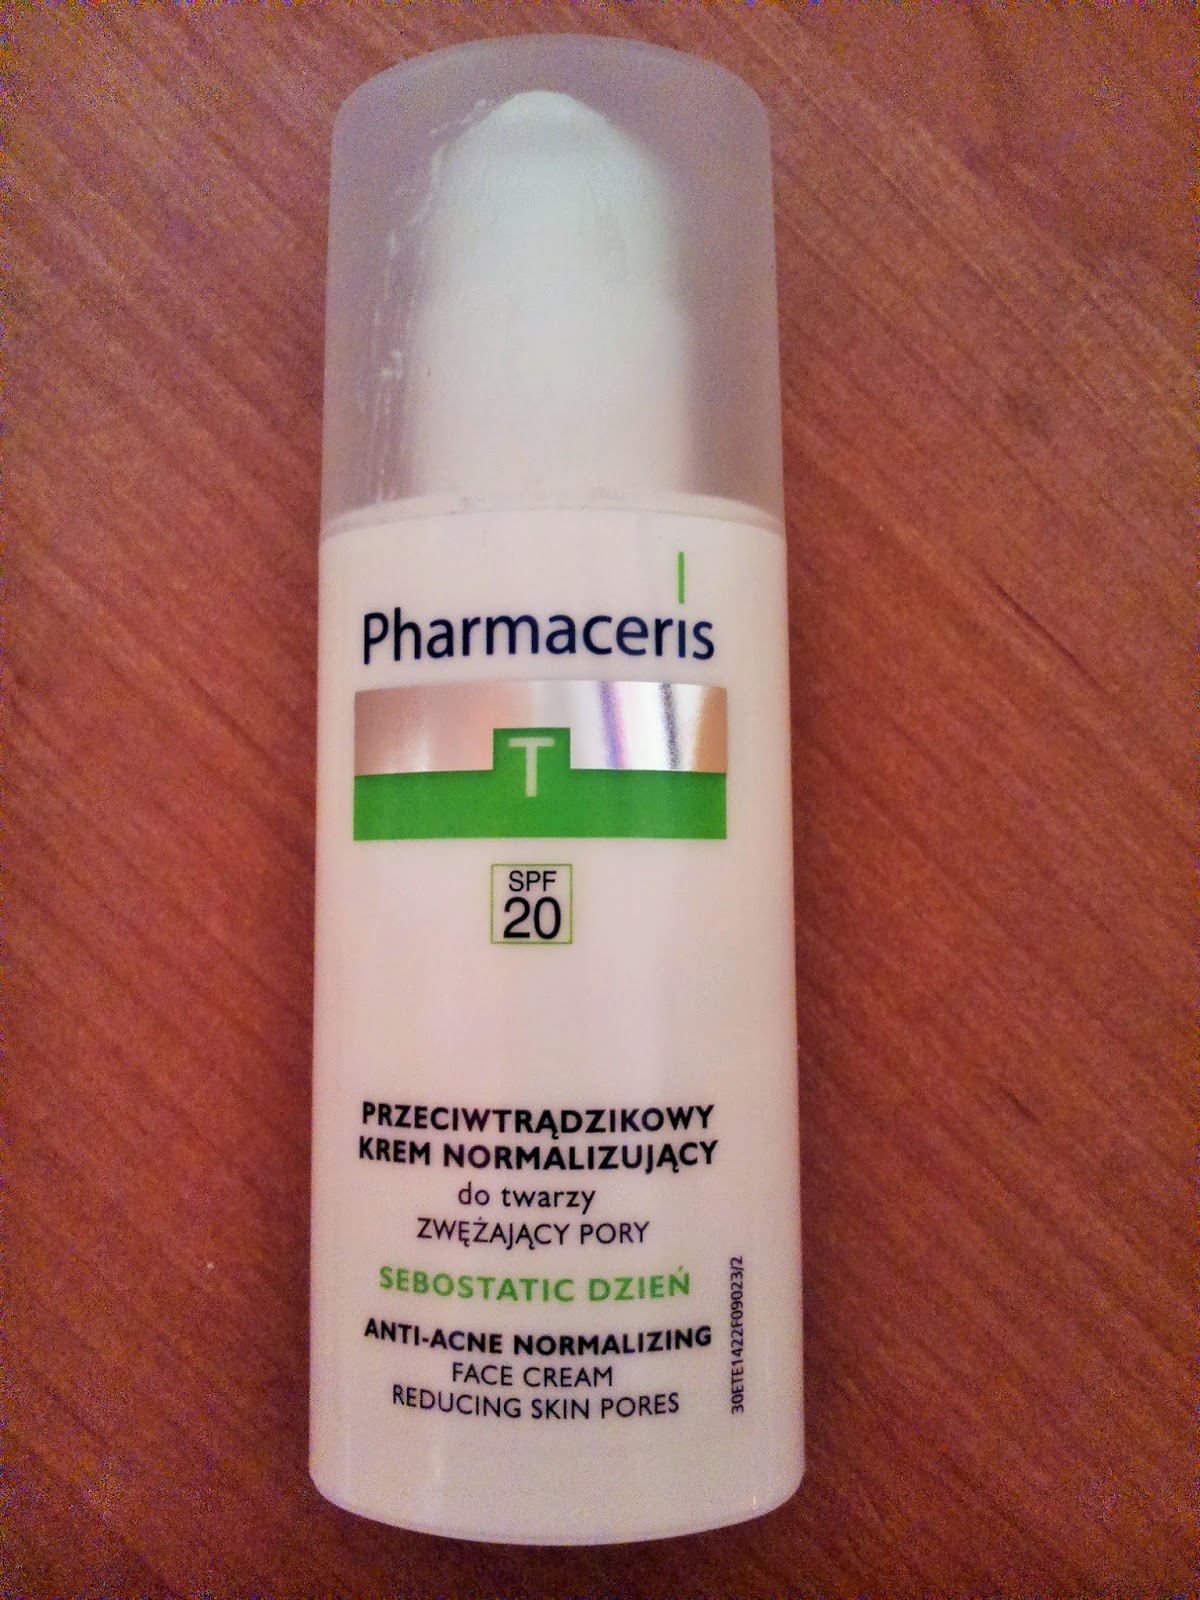 Pharmaceris
T
SPF
20
PRZECIWTRĄDZIKOWY
KREM NORMALIZUJĄCY
do twarzy
ZWĘŻAJĄCY PORY
SEBOSTATIC DZIEŃ
ANTI-ACNE NORMALIZING
FACE CREAM
REDUCING SKIN PORES
30ETE1422F09023/2